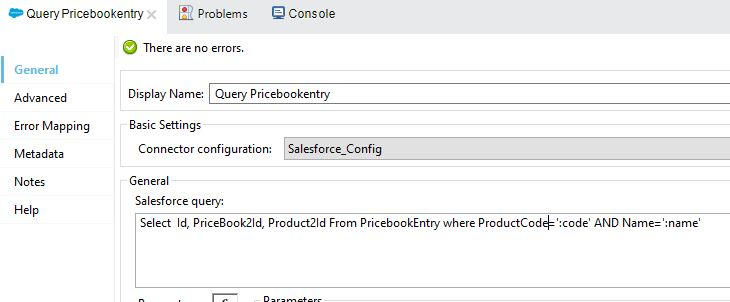 Query Pricebookentry
Problems
Console
There are no errors.
General
Advanced
Error Mapping
Metadata
Notes
Help
Display Name: Query Pricebookentry
Basic Settings
Connector configuration: Salesforce_Config
General
Salesforce query:
Select Id, PriceBook2Id, Product2Id From PricebookEntry where ProductCode=':code' AND Name=':name'
Parameters